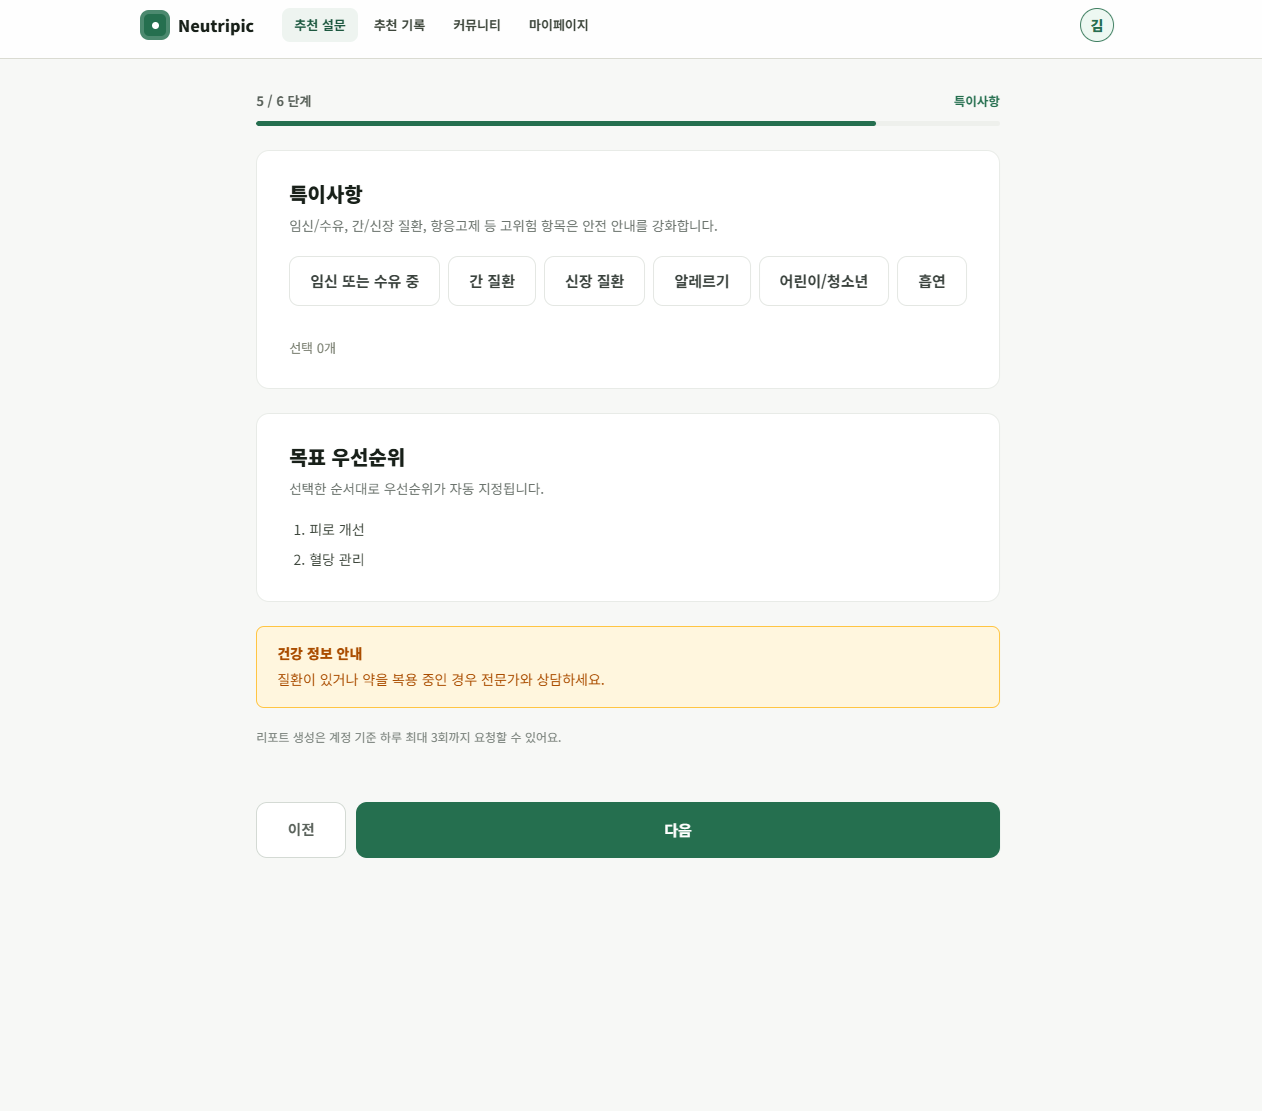 Neutripic
추천 설문
추천 기록
커뮤니티
마이페이지
김
5 / 6 단계
특이사항
특이사항
임신/수유, 간/신장 질환, 항응고제 등 고위험 항목은 안전 안내를 강화합니다.
임신 또는 수유 중
간 질환
신장 질환
알레르기
어린이/청소년
흡연
선택 0개
목표 우선순위
선택한 순서대로 우선순위가 자동 지정됩니다.
1. 피로 개선
2. 혈당 관리
건강 정보 안내
질환이 있거나 약을 복용 중인 경우 전문가와 상담하세요.
리포트 생성은 계정 기준 하루 최대 3회까지 요청할 수 있어요.
이전
다음